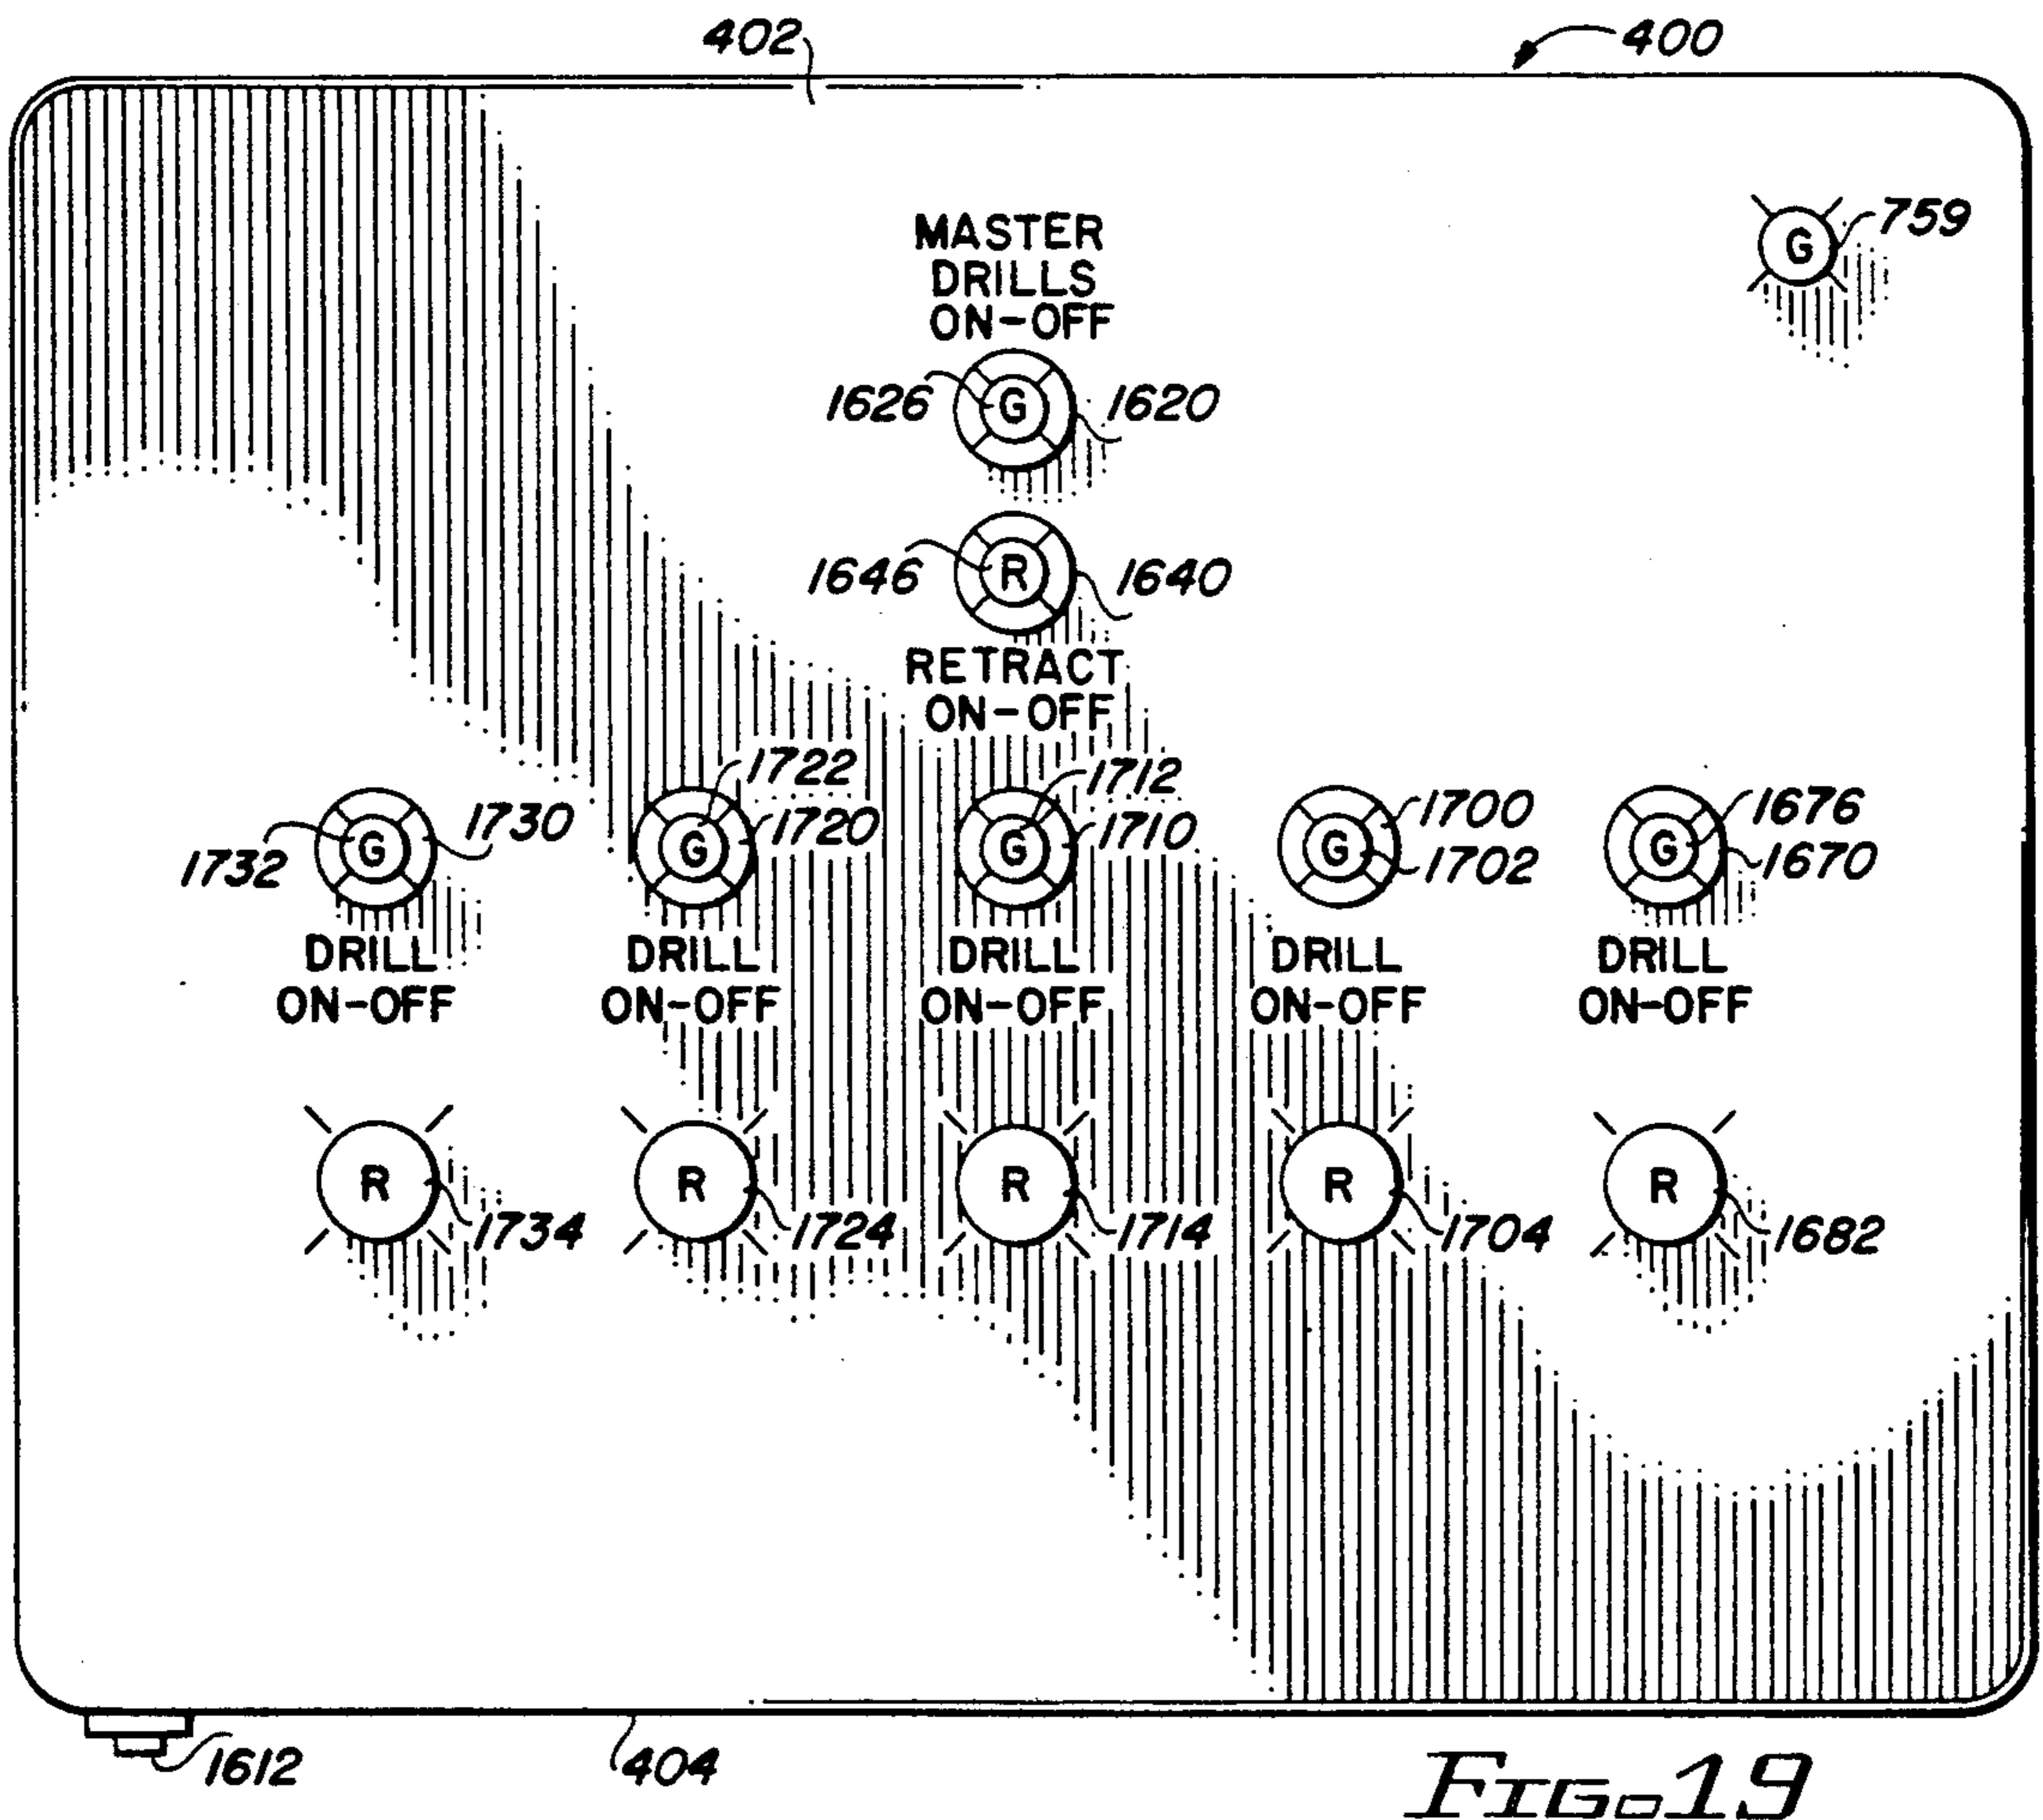 402
400
759
G
MASTER
DRILLS
ON-OFF
1626
G
1620
1646
R
1640
RETRACT
ON-OFF
1732
G
1730
1722
G
1720
1712
G
1710
1700
G
1702
1676
G
1670
DRILL
ON-OFF
DRILL
ON-OFF
DRILL
ON-OFF
DRILL
ON-OFF
DRILL
ON-OFF
R
1734
R
1724
R
1714
R
1704
R
1682
1612
404
FIG. 19